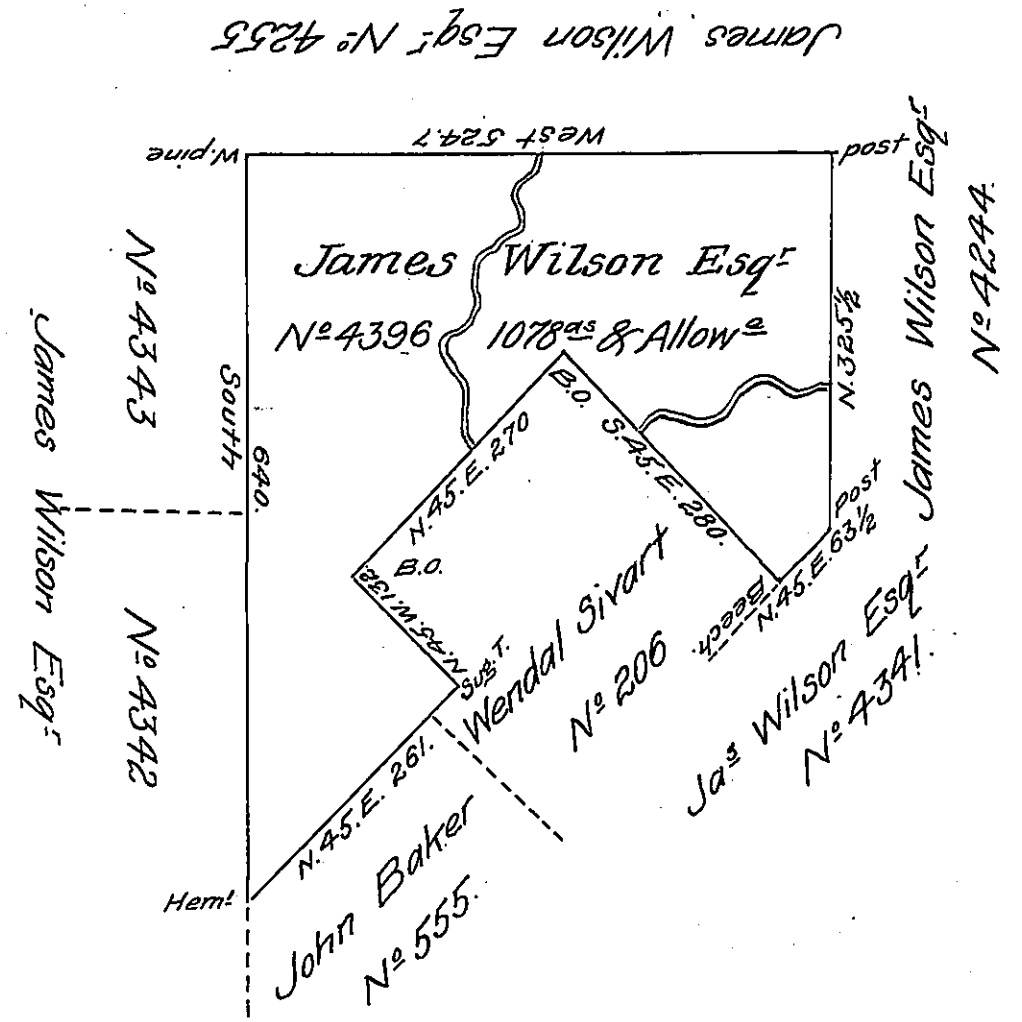 James Wilson Esqʳ Nº 4255
West 524.7
W.pine
post
James Wilson Esqʳ
Nº 4396 1078ᵃˢ & Allowᵉ
Nº 4343
James Wilson Esqʳ
Nº 4342
South 640.
N. 325½
James Wilson Esqʳ
Nº 4244.
B.O.
N.45.E. 270
S.45.E. 280.
B.O.
N.45.W.132.
Sug. T.
Post
N.45.E. 63½
Beech.
Wendal Sivart
Nº 206
Jaˢ Wilson Esqʳ
Nº 4341.
N.45.E. 261.
Hemᵗ
John Baker
Nº 555.